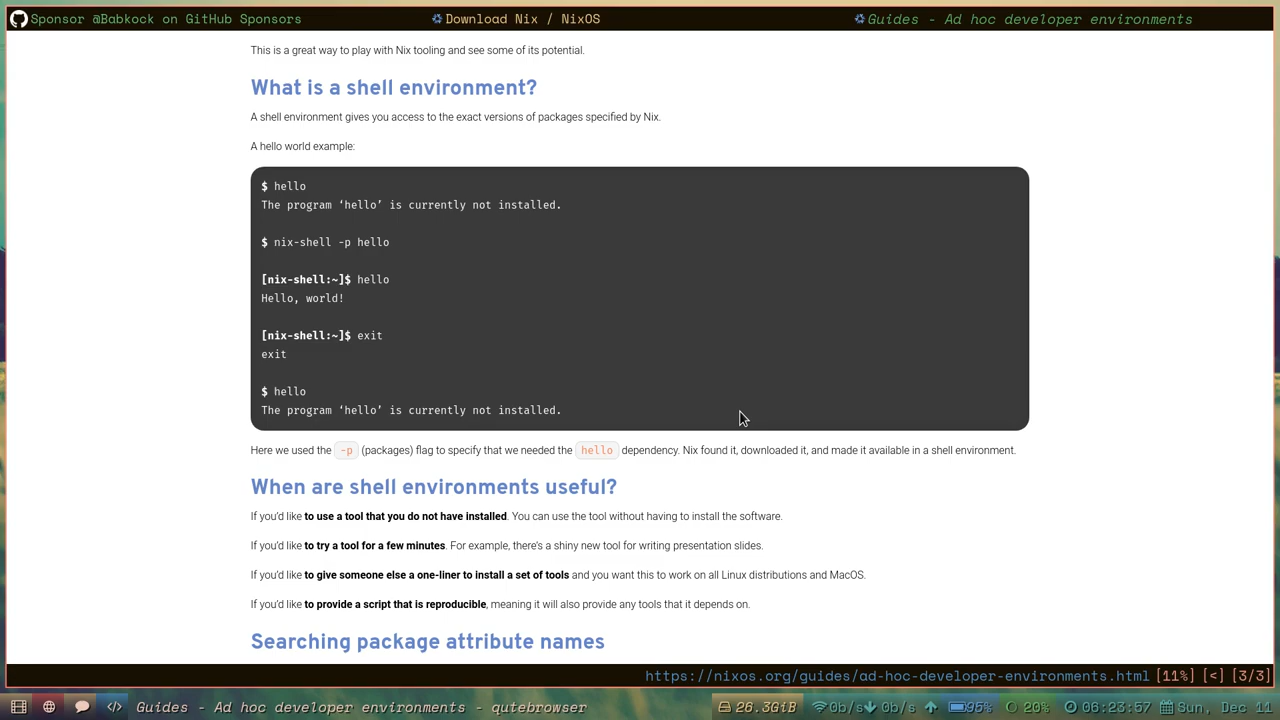 Sponsor @Babkock on GitHub Sponsors
Download Nix / NixOS
Guides - Ad hoc developer environments
This is a great way to play with Nix tooling and see some of its potential.
What is a shell environment?
A shell environment gives you access to the exact versions of packages specified by Nix.
A hello world example:
$ hello
The program ‘hello’ is currently not installed.
$ nix-shell -p hello
[nix-shell:~]$ hello
Hello, world!
[nix-shell:~]$ exit
exit
$ hello
The program ‘hello’ is currently not installed.
Here we used the -p (packages) flag to specify that we needed the hello dependency. Nix found it, downloaded it, and made it available in a shell environment.
When are shell environments useful?
If you'd like to use a tool that you do not have installed. You can use the tool without having to install the software.
If you'd like to try a tool for a few minutes. For example, there's a shiny new tool for writing presentation slides.
If you'd like to give someone else a one-liner to install a set of tools and you want this to work on all Linux distributions and MacOS.
If you'd like to provide a script that is reproducible, meaning it will also provide any tools that it depends on.
Searching package attribute names
https://nixos.org/guides/ad-hoc-developer-environments.html [11%] [<] [3/3]
Guides - Ad hoc developer environments - qutebrowser 26.3GiB 0b/s 0b/s 95% 20% 06:23:57 Sun, Dec 11